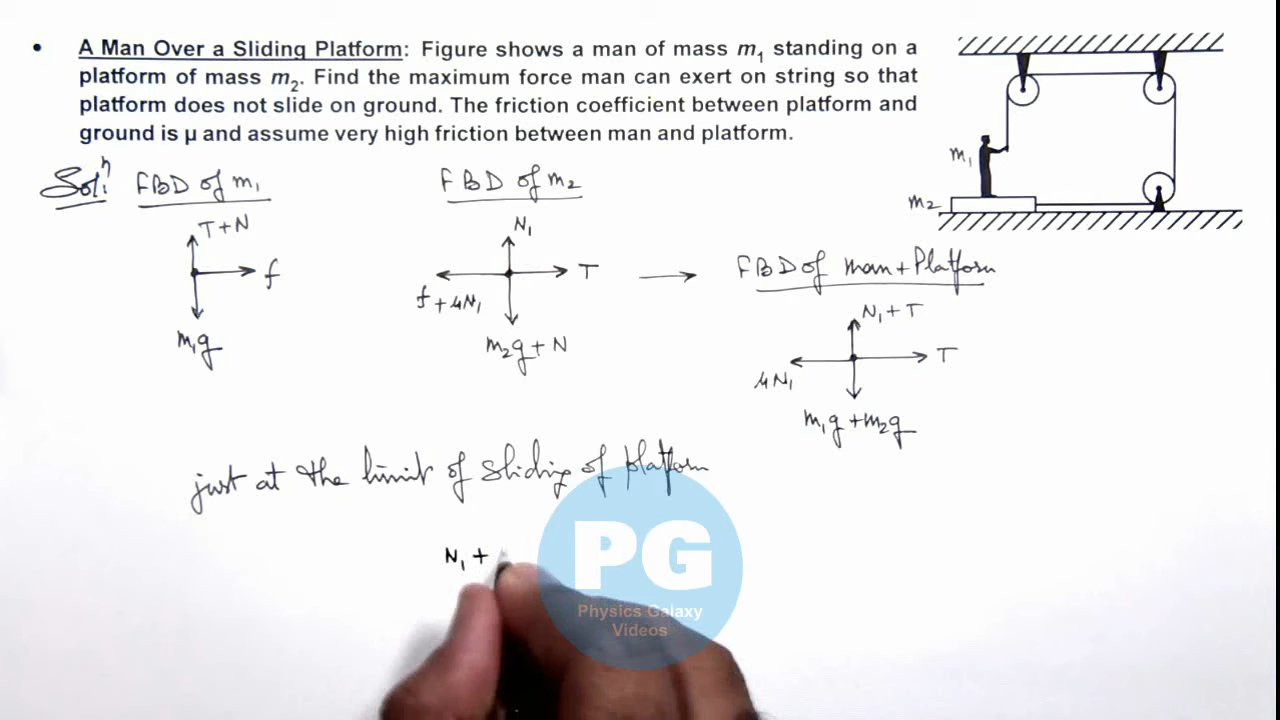 • A Man Over a Sliding Platform: Figure shows a man of mass m₁ standing on a
platform of mass m₂. Find the maximum force man can exert on string so that
platform does not slide on ground. The friction coefficient between platform and
ground is μ and assume very high friction between man and platform.
m₁
m₂
Solⁿ: FBD of m₁
T+N
f
m₁g
FBD of m₂
N₁
T
f+μN₁
m₂g+N
FBD of man+Platform
N₁+T
T
μN₁
m₁g+m₂g
just at the limit of sliding of platform
N₁+
PG
Physics Galaxy
Videos